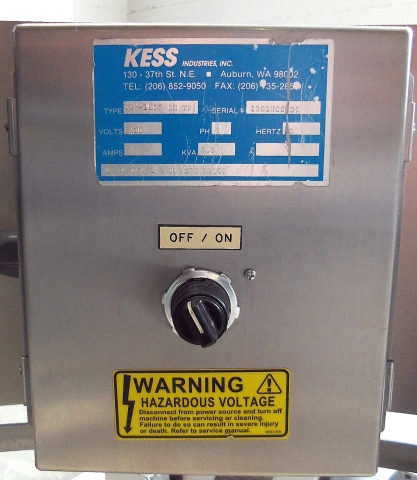 KESS INDUSTRIES, INC.
130 - 37th St. N.E. ■ Auburn, WA 98002
TEL: (206) 852-9050 FAX: (206)
TYPE SERIAL
VOLTS PH HERTZ
AMPS KVA
OFF / ON
WARNING
HAZARDOUS VOLTAGE
Disconnect from power source and turn off
machine before servicing or cleaning.
Failure to do so can result in severe injury
or death. Refer to service manual.